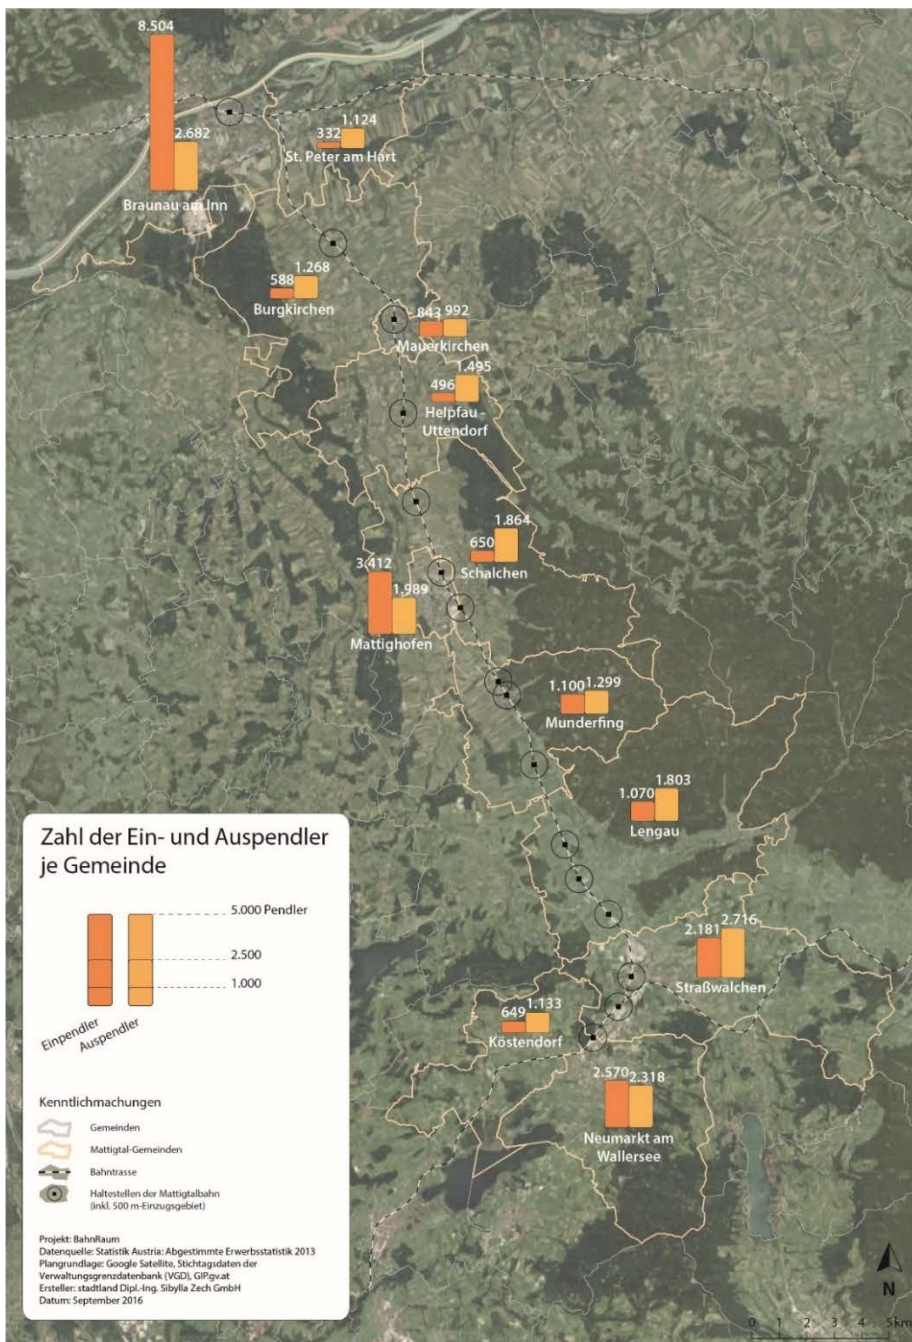 8.504
2.682
Braunau am Inn
332
1.124
St. Peter am Hart
588
1.268
Burgkirchen
843
992
Mauerkirchen
496
1.495
Helpfau -
Uttendorf
650
1.864
Schalchen
3.412
1.989
Mattighofen
1.100
1.299
Munderfing
1.070
1.803
Lengau
2.181
2.716
Straßwalchen
649
1.133
Köstendorf
2.570
2.318
Neumarkt am
Wallersee
Zahl der Ein- und Auspendler
je Gemeinde
5.000 Pendler
2.500
1.000
Einpendler
Auspendler
Kenntlichmachungen
Gemeinden
Mattigtal-Gemeinden
Bahntrasse
Haltestellen der Mattigtalbahn
(inkl. 500 m-Einzugsgebiet)
Projekt: BahnRaum
Datenquelle: Statistik Austria: Abgestimmte Erwerbsstatistik 2013
Plangrundlage: Google Satellite, Stichtagsdaten der
Verwaltungsgrenzdatenbank (VGD), GIP.gv.at
Ersteller: stadtland Dipl.-Ing. Sibylla Zech GmbH
Datum: September 2016
N
0 1 2 3 4 5 km